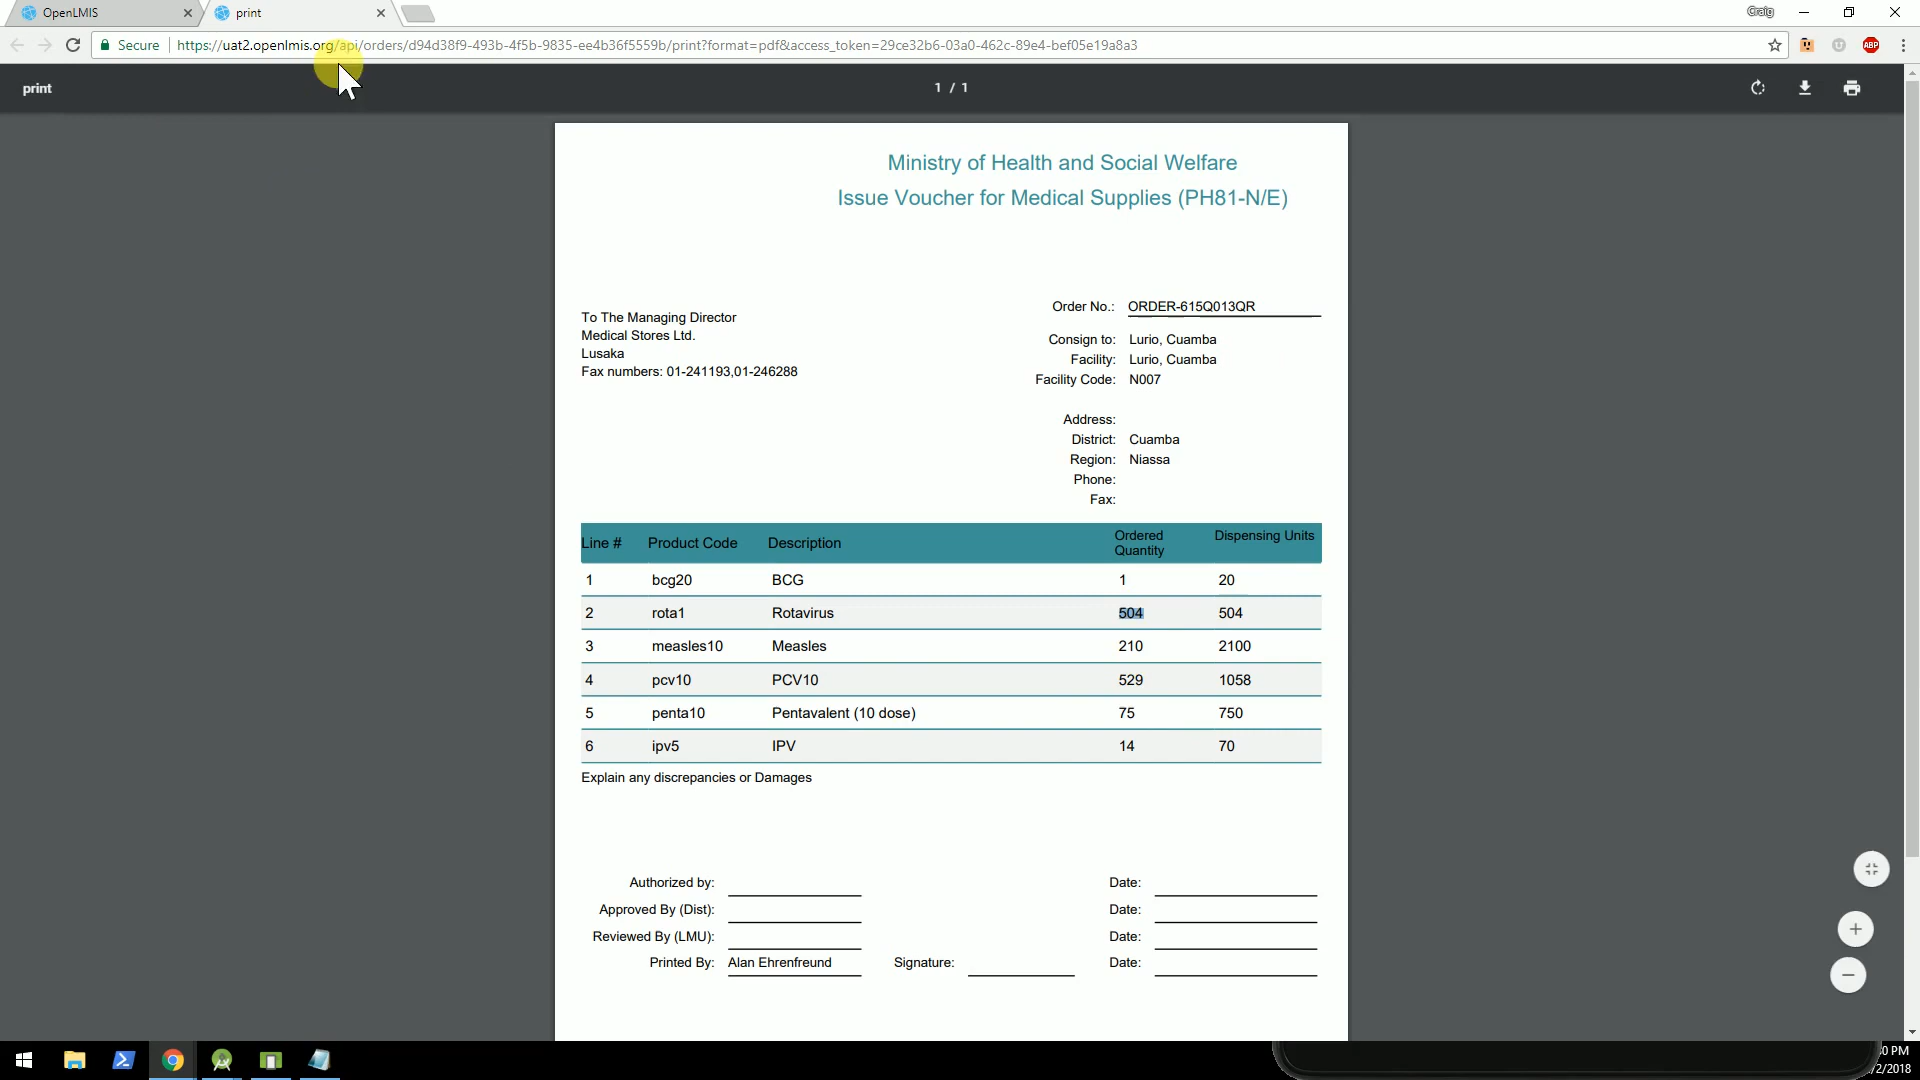 OpenLMIS
print
Craig
Secure
https://uat2.openlmis.org/api/orders/d94d38f9-493b-4f5b-9835-ee4b36f5559b/print?format=pdf&access_token=29ce32b6-03a0-462c-89e4-bef05e19a8a3
ABP
print
1 / 1
Ministry of Health and Social Welfare
Issue Voucher for Medical Supplies (PH81-N/E)
To The Managing Director
Medical Stores Ltd.
Lusaka
Fax numbers: 01-241193,01-246288
Order No.: ORDER-615Q013QR
Consign to: Lurio, Cuamba
Facility: Lurio, Cuamba
Facility Code: N007
Address:
District: Cuamba
Region: Niassa
Phone:
Fax:
Line # Product Code Description Ordered Quantity Dispensing Units
1 bcg20 BCG 1 20
2 rota1 Rotavirus 504 504
3 measles10 Measles 210 2100
4 pcv10 PCV10 529 1058
5 penta10 Pentavalent (10 dose) 75 750
6 ipv5 IPV 14 70
Explain any discrepancies or Damages
Authorized by: Date:
Approved By (Dist): Date:
Reviewed By (LMU): Date:
Printed By: Alan Ehrenfreund Signature: Date:
PM
/2/2018